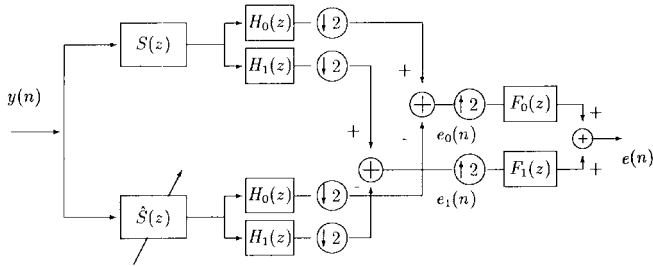 H₀(z) ↓2
S(z)
H₁(z) ↓2
+
y(n)
+ ↑2 F₀(z) +
+
- e₀(n)
+ e(n)
+ ↑2 F₁(z) +
-
e₁(n)
Ŝ(z)
H₀(z) ↓2
H₁(z) ↓2